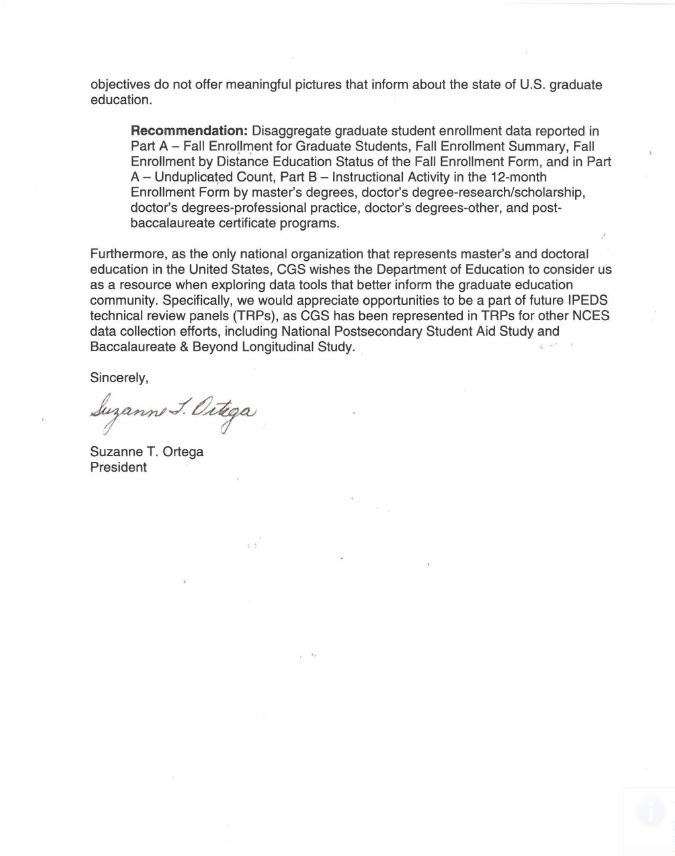 objectives do not offer meaningful pictures that inform about the state of U.S. graduate
education.
Recommendation: Disaggregate graduate student enrollment data reported in
Part A – Fall Enrollment for Graduate Students, Fall Enrollment Summary, Fall
Enrollment by Distance Education Status of the Fall Enrollment Form, and in Part
A – Unduplicated Count, Part B – Instructional Activity in the 12-month
Enrollment Form by master's degrees, doctor's degree-research/scholarship,
doctor's degrees-professional practice, doctor's degrees-other, and post-
baccalaureate certificate programs.
Furthermore, as the only national organization that represents master's and doctoral
education in the United States, CGS wishes the Department of Education to consider us
as a resource when exploring data tools that better inform the graduate education
community. Specifically, we would appreciate opportunities to be a part of future IPEDS
technical review panels (TRPs), as CGS has been represented in TRPs for other NCES
data collection efforts, including National Postsecondary Student Aid Study and
Baccalaureate & Beyond Longitudinal Study.
Sincerely,
Suzanne T. Ortega
Suzanne T. Ortega
President